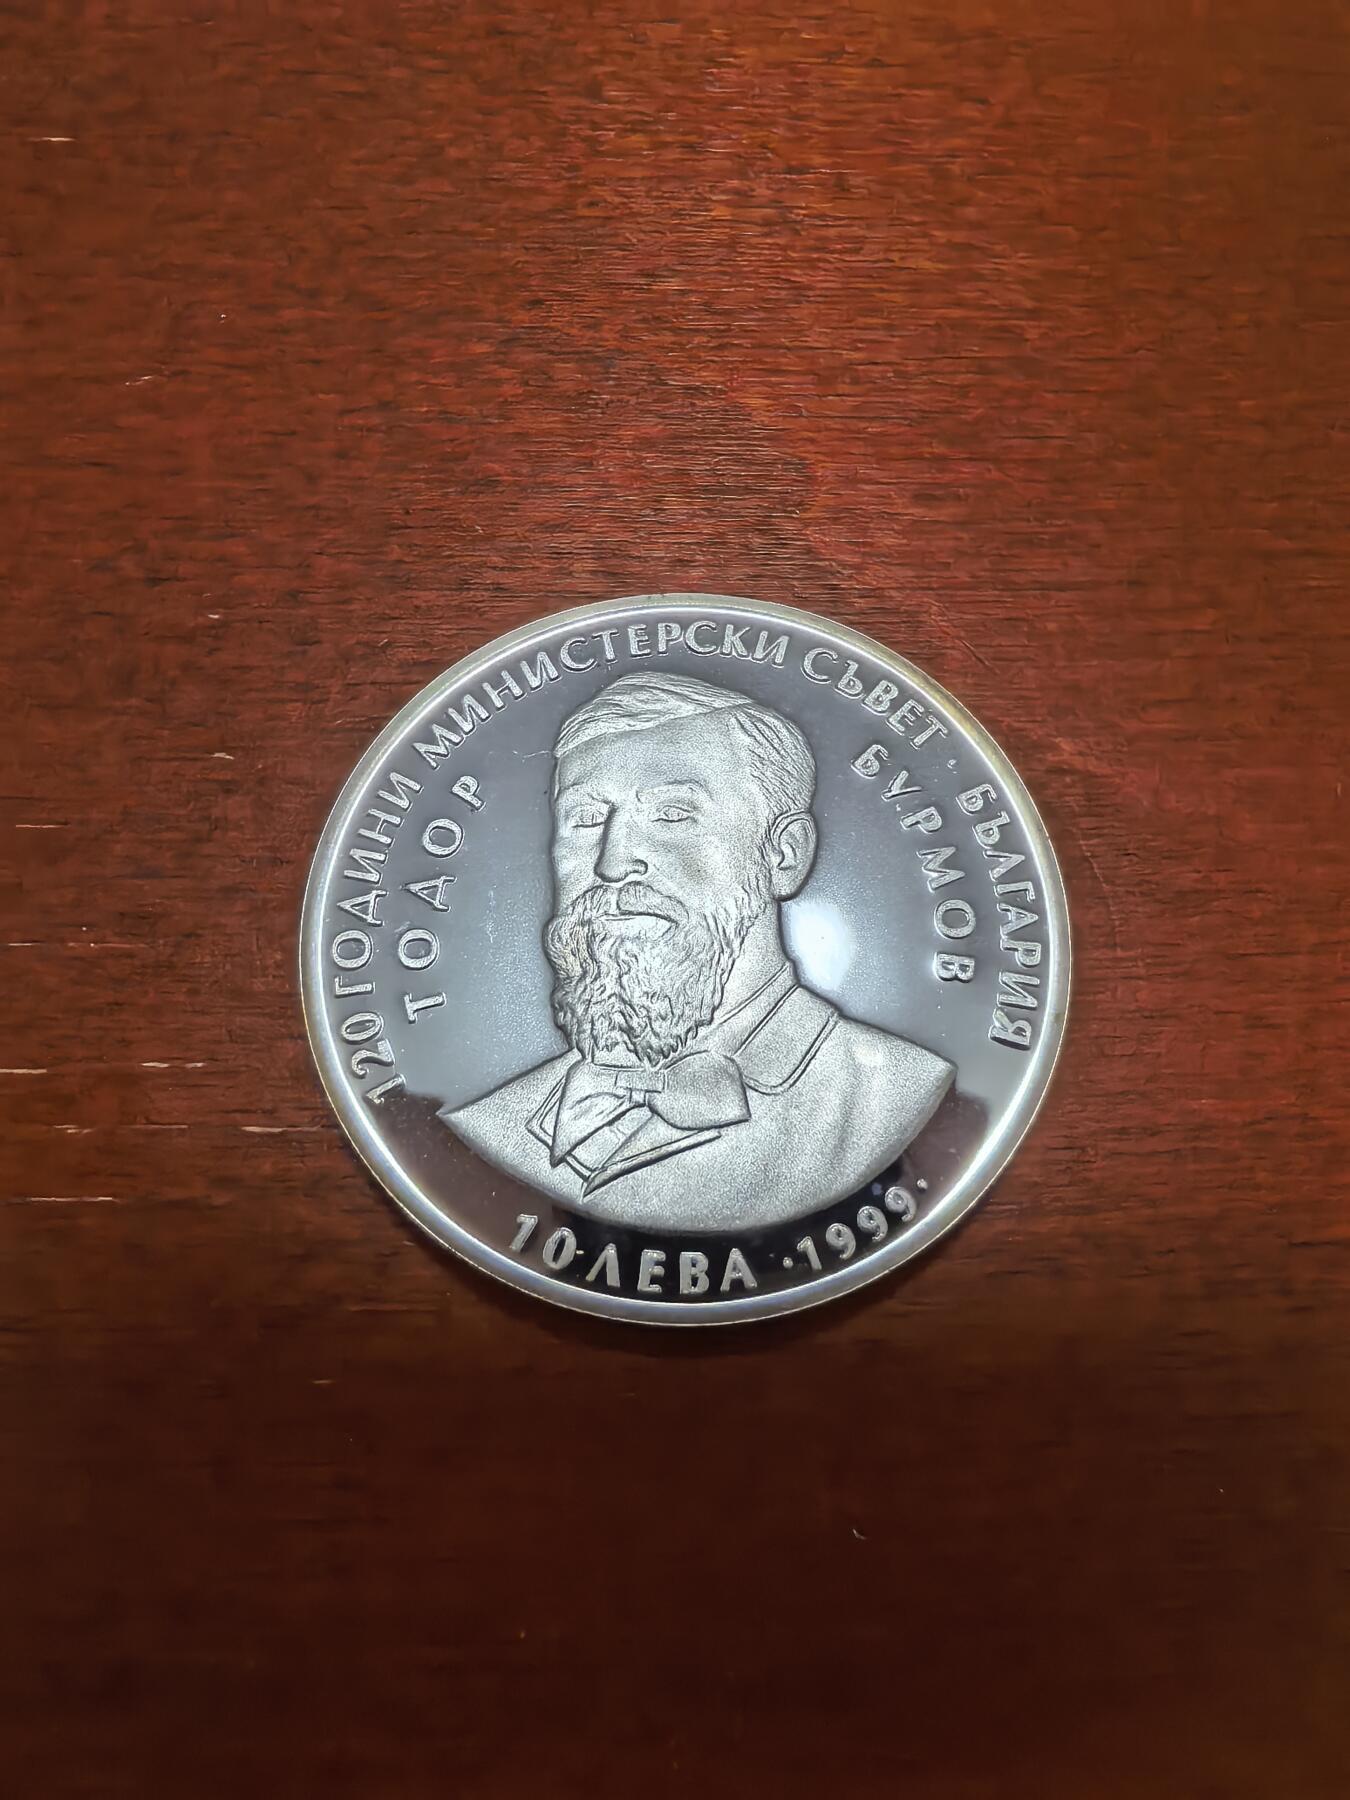 120 ГОДИНИ МИНИСТЕРСКИ СЪВЕТ · БЪЛГАРИЯ
ТОДОР БУРМОВ
10 ЛЕВА · 1999 ·